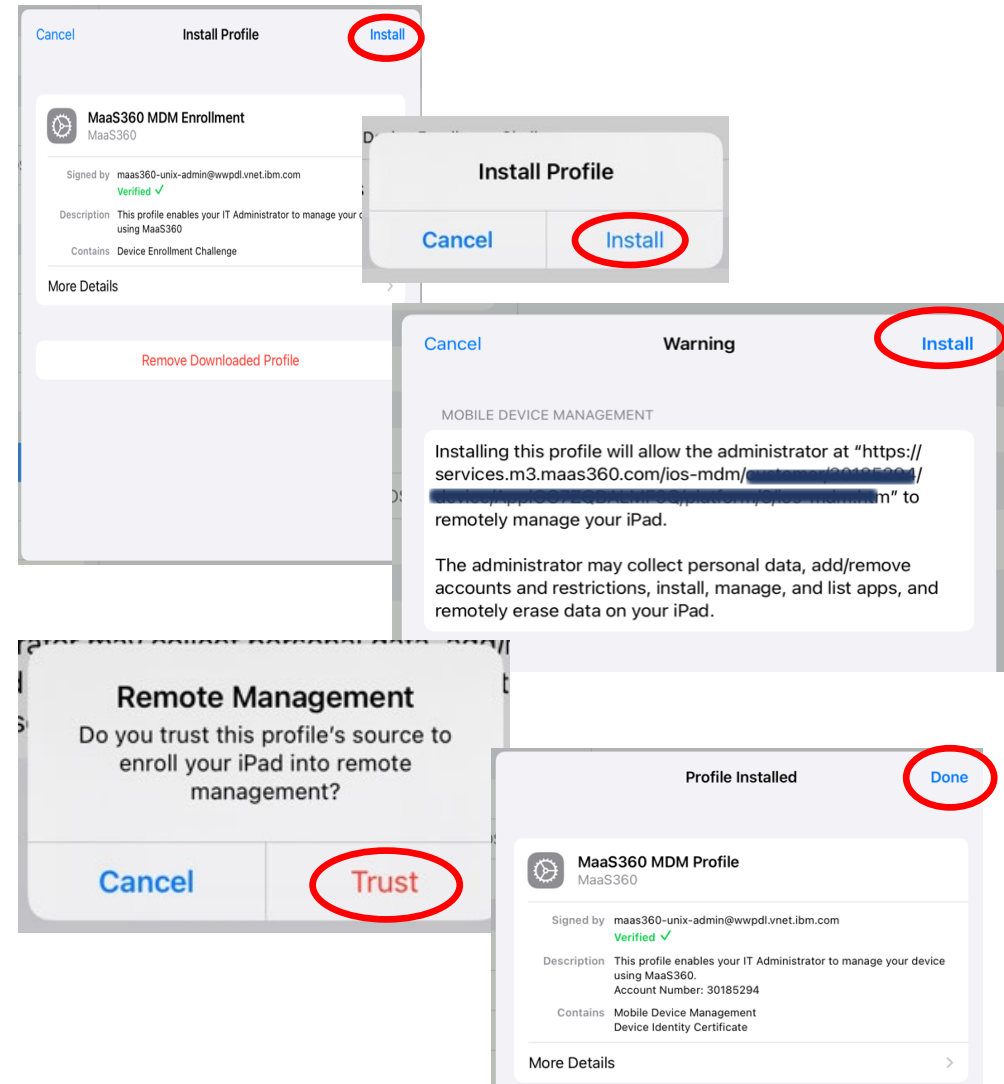 Cancel
Install Profile
Install
MaaS360 MDM Enrollment
MaaS360
Signed by maas360-unix-admin@wwpdl.vnet.ibm.com
Verified ✓
Description This profile enables your IT Administrator to manage your
using MaaS360
Contains Device Enrollment Challenge
More Details
Remove Downloaded Profile
Install Profile
Cancel
Install
Cancel
Warning
Install
MOBILE DEVICE MANAGEMENT
Installing this profile will allow the administrator at “https://
services.m3.maas360.com/ios-mdm/
to
remotely manage your iPad.
The administrator may collect personal data, add/remove
accounts and restrictions, install, manage, and list apps, and
remotely erase data on your iPad.
Remote Management
Do you trust this profile's source to
enroll your iPad into remote
management?
Cancel
Trust
Profile Installed
Done
MaaS360 MDM Profile
MaaS360
Signed by maas360-unix-admin@wwpdl.vnet.ibm.com
Verified ✓
Description This profile enables your IT Administrator to manage your device
using MaaS360.
Account Number: 30185294
Contains Mobile Device Management
Device Identity Certificate
More Details